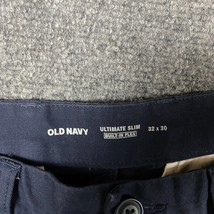 OLD NAVY
ULTIMATE SLIM
BUILT-IN FLEX
32 x 30